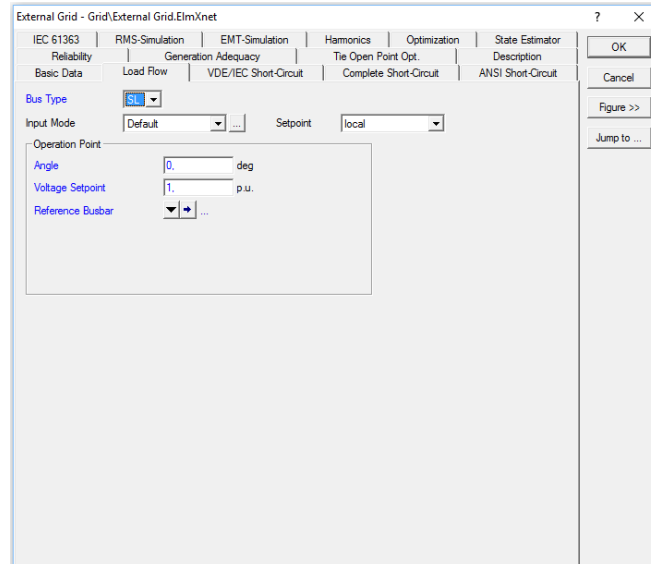 External Grid - Grid\External Grid.ElmXnet ? ×
IEC 61363 RMS-Simulation EMT-Simulation Harmonics Optimization State Estimator
Reliability Generation Adequacy Tie Open Point Opt. Description
Basic Data Load Flow VDE/IEC Short-Circuit Complete Short-Circuit ANSI Short-Circuit
OK
Cancel
Figure >>
Jump to ...
Bus Type SL
Input Mode Default ... Setpoint local
Operation Point
Angle 0, deg
Voltage Setpoint 1, p.u.
Reference Busbar ...